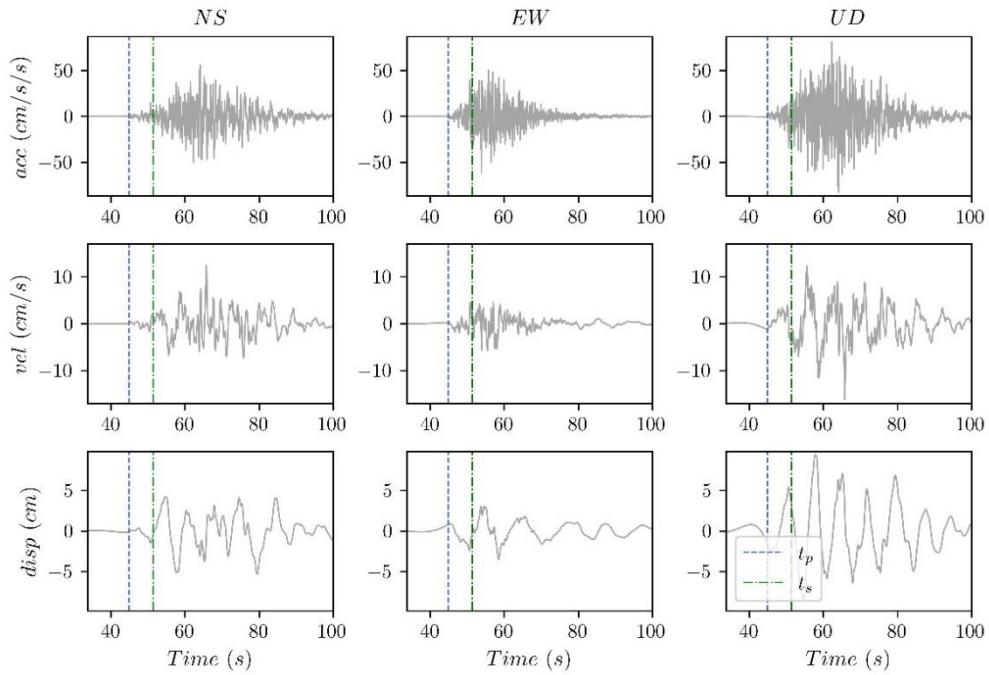 NS EW UD
acc (cm/s/s)
50 50 50
0 0 0
−50 −50 −50
40 60 80 100 40 60 80 100 40 60 80 100
vel (cm/s)
10 10 10
0 0 0
−10 −10 −10
40 60 80 100 40 60 80 100 40 60 80 100
disp (cm)
5 5 5
0 0 0
−5 −5 −5
t_p
t_s
40 60 80 100 40 60 80 100 40 60 80 100
Time (s) Time (s) Time (s)